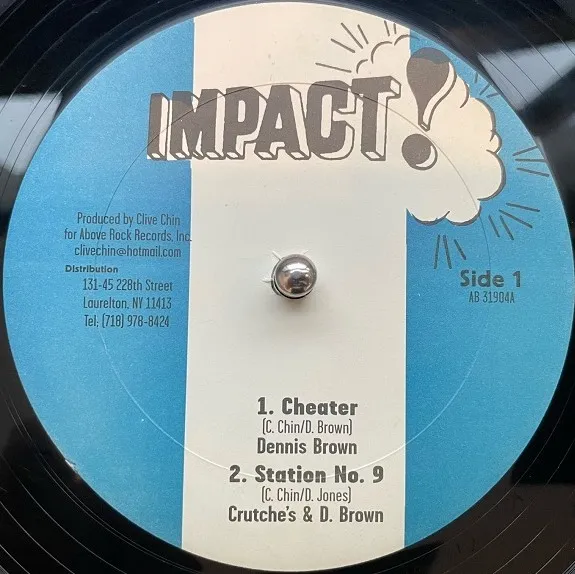 IMPACT!
Produced by Clive Chin
for Above Rock Records, Inc.
clivechin@hotmail.com
Distribution
131-45 228th Street
Laurelton, NY 11413
Tel: (718) 978-8424
Side 1
AB 31904A
1. Cheater
(C. Chin/D. Brown)
Dennis Brown
2. Station No. 9
(C. Chin/D. Jones)
Crutche's & D. Brown